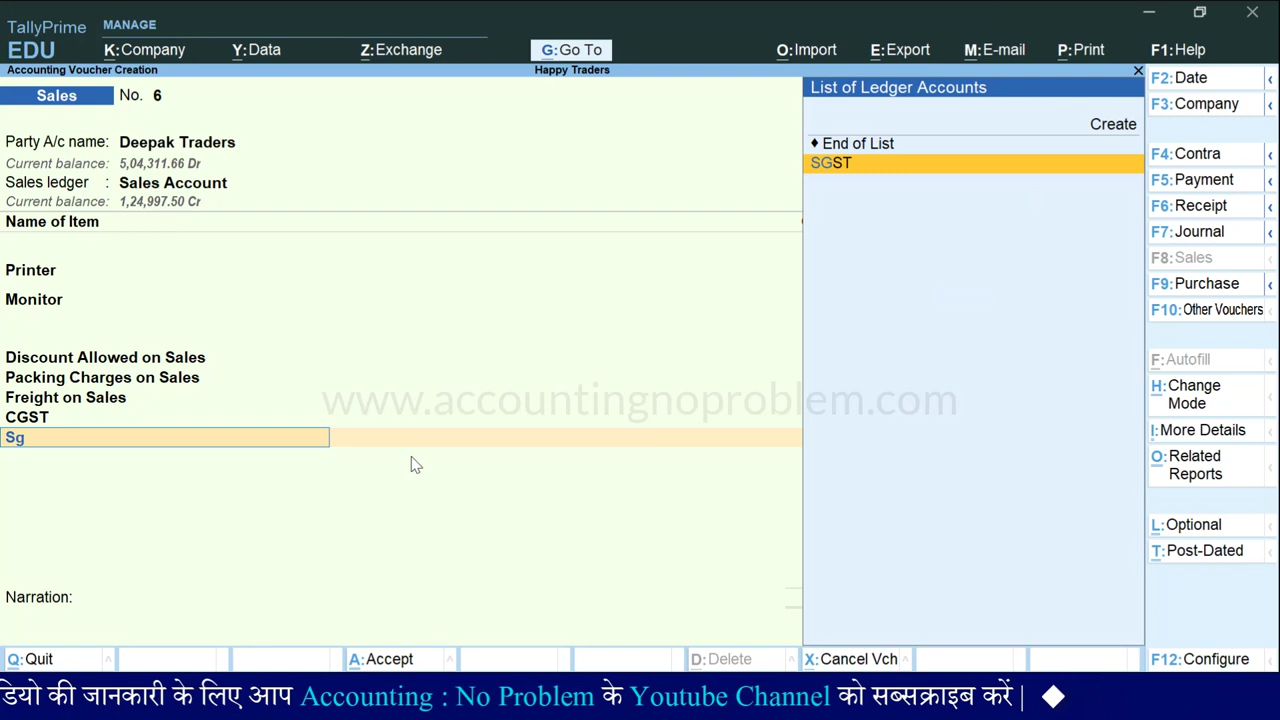 TallyPrime
EDU
MANAGE
K:Company Y:Data Z:Exchange G:Go To O:Import E:Export M:E-mail P:Print F1:Help
Accounting Voucher Creation Happy Traders
Sales No. 6
Party A/c name: Deepak Traders
Current balance: 5,04,311.66 Dr
Sales ledger : Sales Account
Current balance: 1,24,997.50 Cr
Name of Item
Printer
Monitor
Discount Allowed on Sales
Packing Charges on Sales
Freight on Sales
CGST
Sg
Narration:
www.accountingnoproblem.com
List of Ledger Accounts
Create
♦ End of List
SGST
F2:Date
F3:Company
F4:Contra
F5:Payment
F6:Receipt
F7:Journal
F8:Sales
F9:Purchase
F10:Other Vouchers
F:Autofill
H:Change
Mode
I:More Details
O:Related
Reports
L:Optional
T:Post-Dated
Q:Quit A:Accept D:Delete X:Cancel Vch F12:Configure
डियो की जानकारी के लिए आप Accounting : No Problem के Youtube Channel को सब्सक्राइब करें |